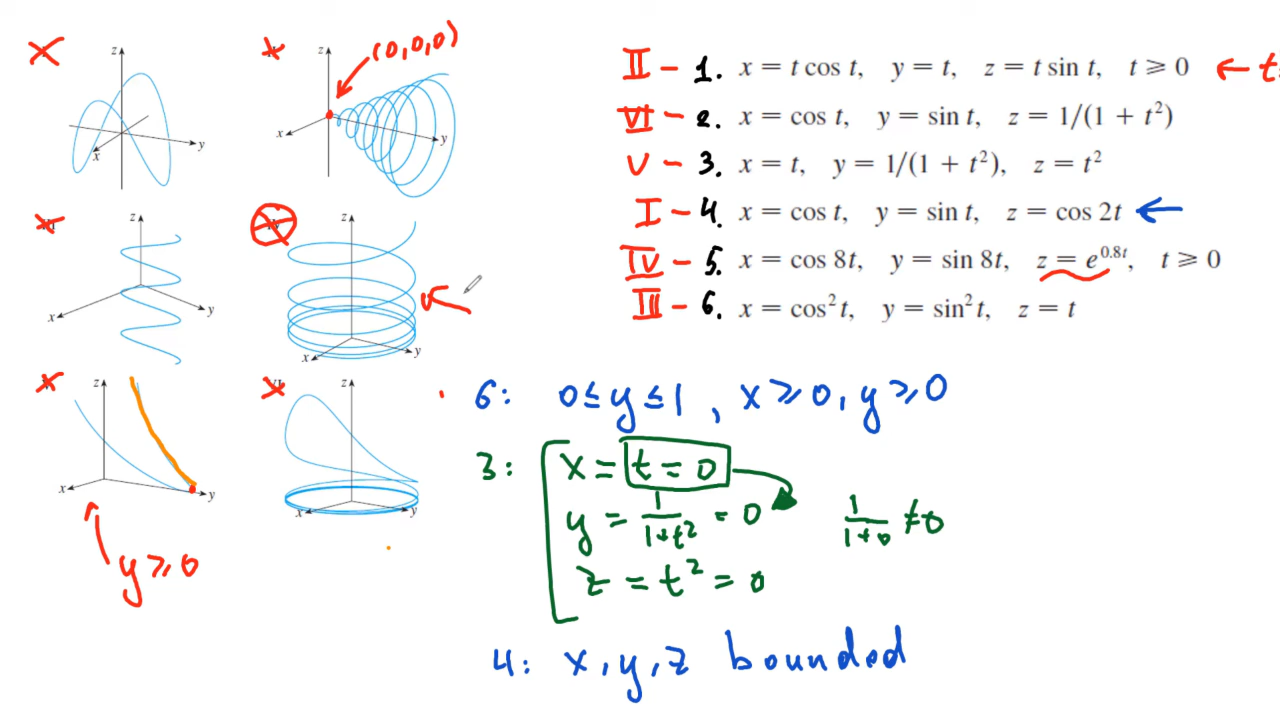 z
y
x
(0,0,0)
z
x
y
z
x
y
z
x
y
z
x
y
z
x
y
y ⩾ 0
II - 1. x = t cos t, y = t, z = t sin t, t ⩾ 0 ← t
VI - 2. x = cos t, y = sin t, z = 1/(1 + t²)
V - 3. x = t, y = 1/(1 + t²), z = t²
I - 4. x = cos t, y = sin t, z = cos 2t ←
IV - 5. x = cos 8t, y = sin 8t, z = e^0.8t, t ⩾ 0
III - 6. x = cos² t, y = sin² t, z = t
6: 0 ≤ y ≤ 1, x ⩾ 0, y ⩾ 0
3: x = t = 0
y = 1/(1+t²) = 0 1/(1+0) ≠ 0
z = t² = 0
4: x, y, z bounded